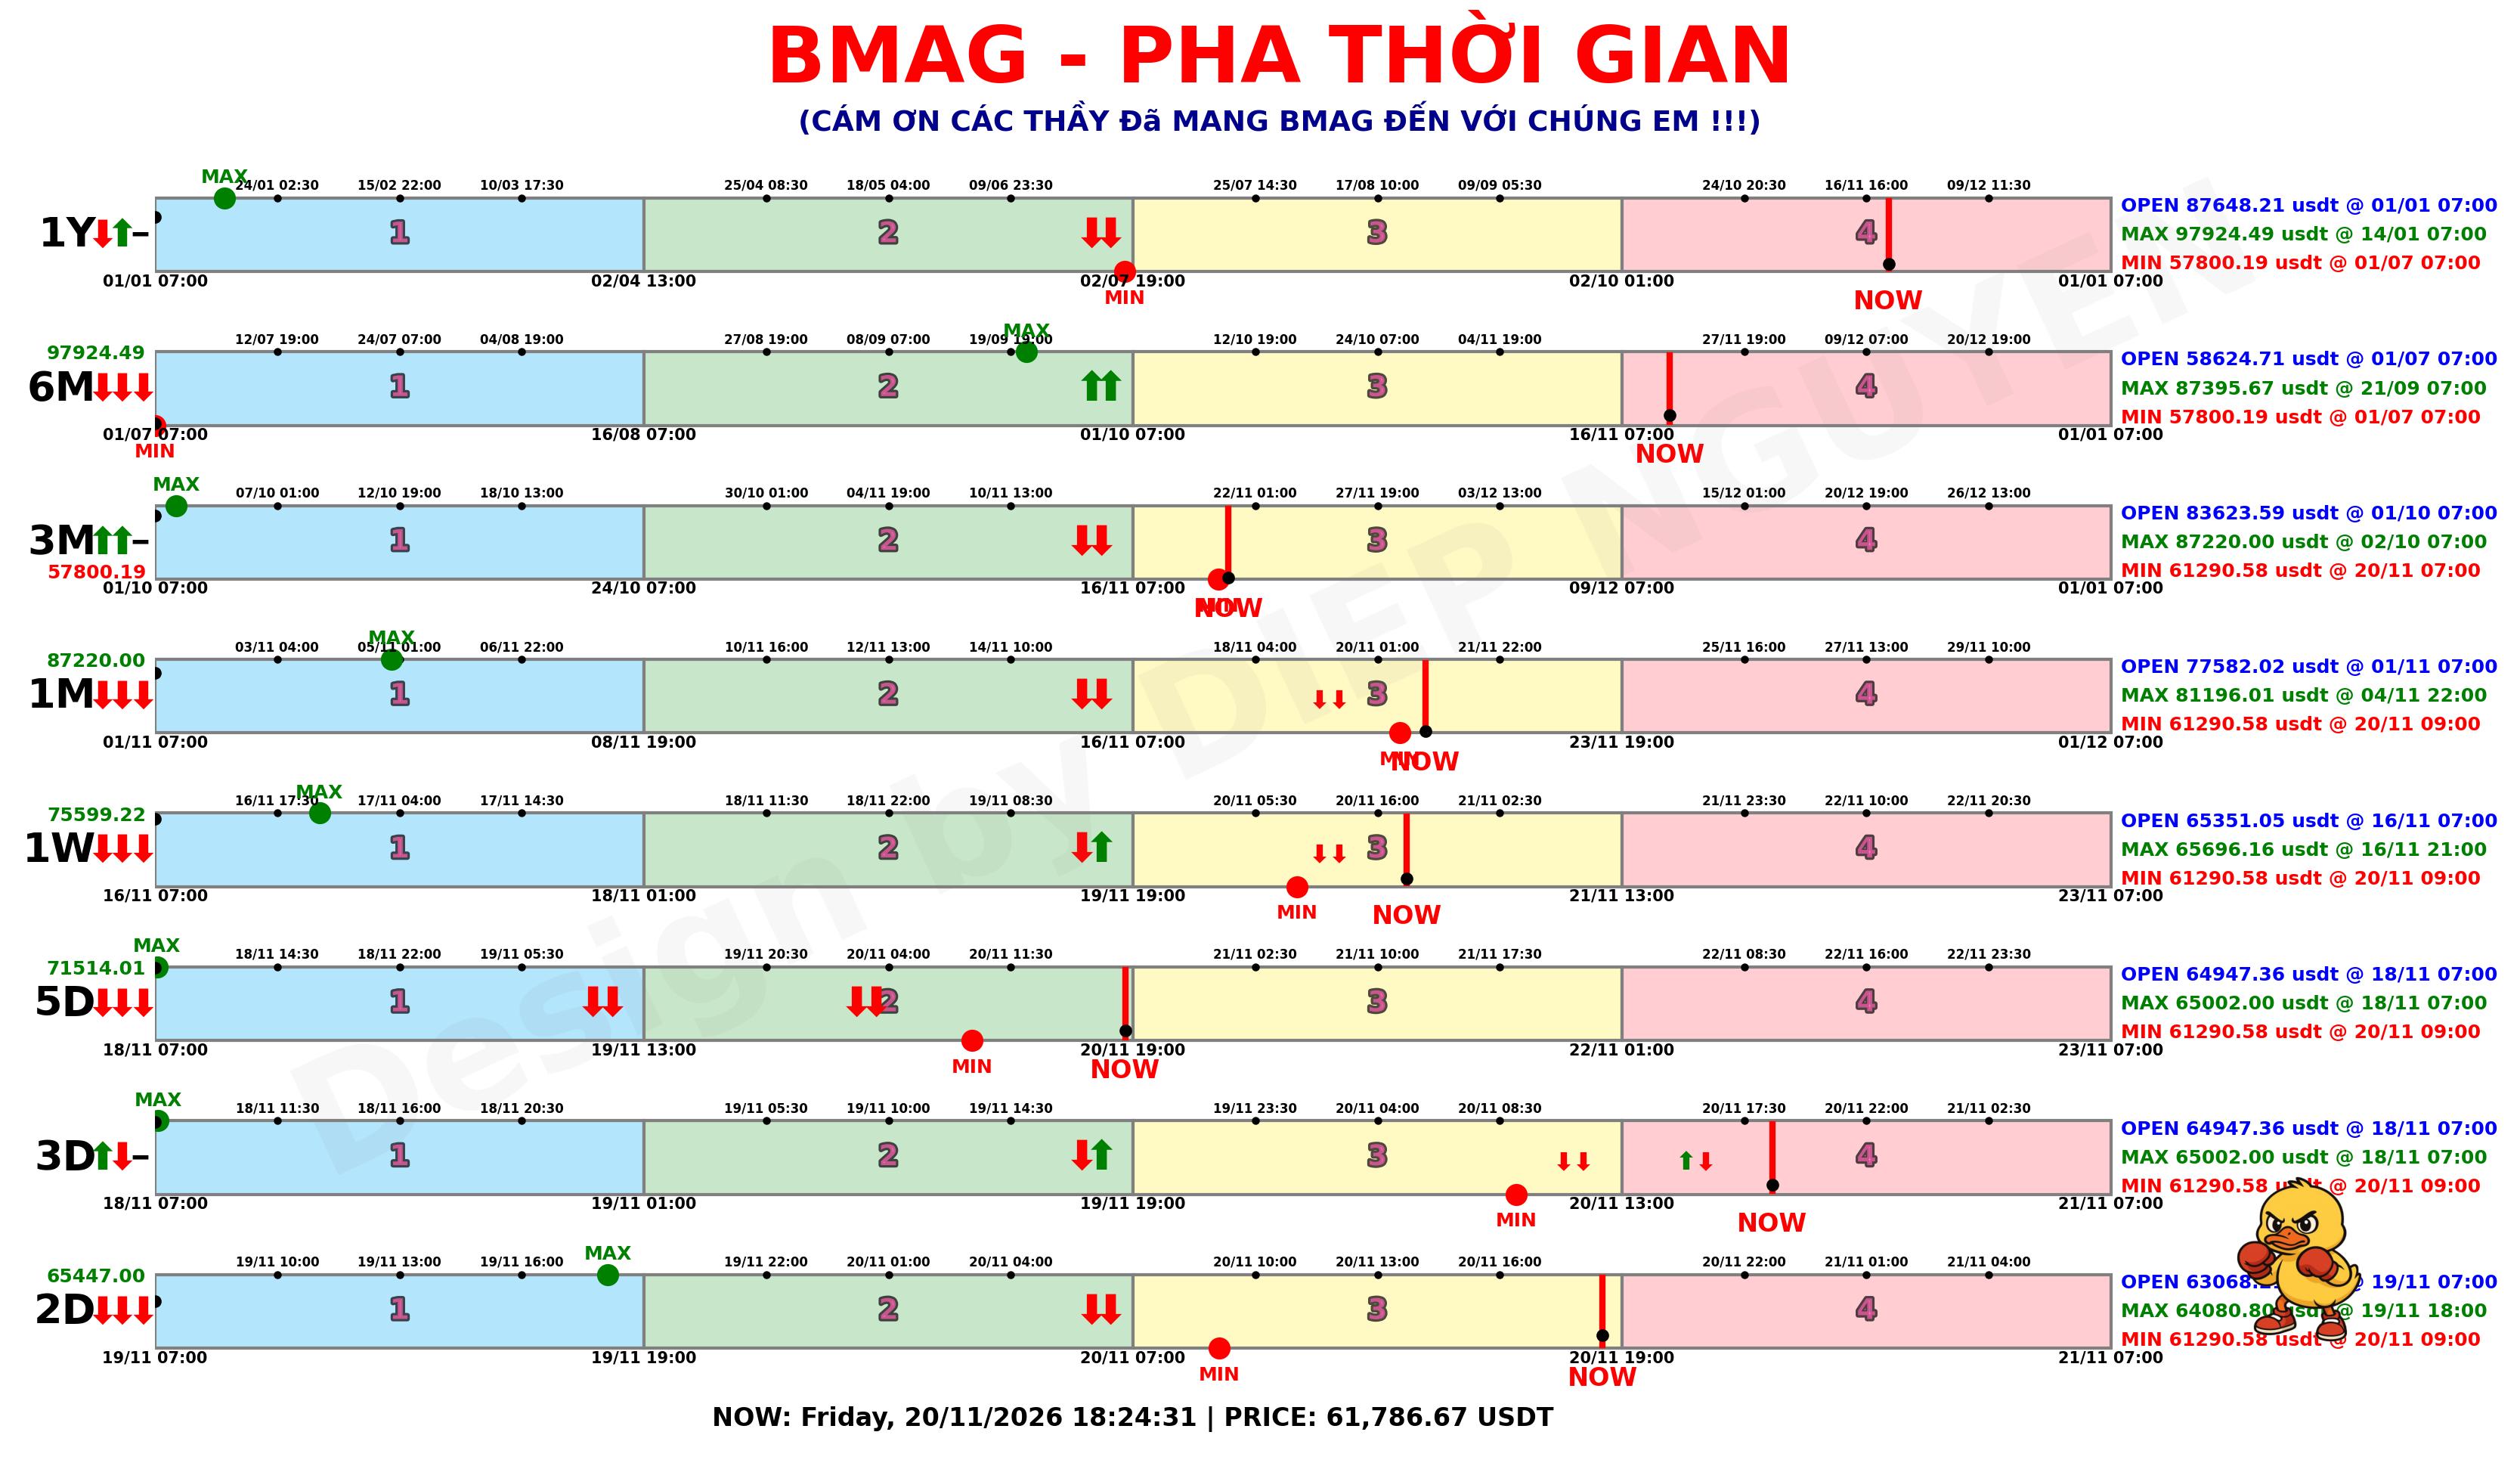 BMAG - PHA THỜI GIAN
(CÁM ƠN CÁC THẦY Đã MANG BMAG ĐẾN VỚI CHÚNG EM !!!)
MAX
24/01 02:30 15/02 22:00 10/03 17:30 25/04 08:30 18/05 04:00 09/06 23:30 25/07 14:30 17/08 10:00 09/09 05:30 24/10 20:30 16/11 16:00 09/12 11:30
1Y 1 2 3 4
OPEN 87648.21 usdt @ 01/01 07:00
MAX 97924.49 usdt @ 14/01 07:00
MIN 57800.19 usdt @ 01/07 07:00
01/01 07:00 02/04 13:00 02/07 19:00 02/10 01:00 01/01 07:00
MIN NOW
MAX
12/07 19:00 24/07 07:00 04/08 19:00 27/08 19:00 08/09 07:00 19/09 19:00 12/10 19:00 24/10 07:00 04/11 19:00 27/11 19:00 09/12 07:00 20/12 19:00
97924.49
6M 1 2 3 4
OPEN 58624.71 usdt @ 01/07 07:00
MAX 87395.67 usdt @ 21/09 07:00
MIN 57800.19 usdt @ 01/07 07:00
01/07 07:00 16/08 07:00 01/10 07:00 16/11 07:00 01/01 07:00
MIN NOW
MAX
07/10 01:00 12/10 19:00 18/10 13:00 30/10 01:00 04/11 19:00 10/11 13:00 22/11 01:00 27/11 19:00 03/12 13:00 15/12 01:00 20/12 19:00 26/12 13:00
3M 1 2 3 4
57800.19
OPEN 83623.59 usdt @ 01/10 07:00
MAX 87220.00 usdt @ 02/10 07:00
MIN 61290.58 usdt @ 20/11 07:00
01/10 07:00 24/10 07:00 16/11 07:00 09/12 07:00 01/01 07:00
MIN NOW
MAX
03/11 04:00 05/11 01:00 06/11 22:00 10/11 16:00 12/11 13:00 14/11 10:00 18/11 04:00 20/11 01:00 21/11 22:00 25/11 16:00 27/11 13:00 29/11 10:00
87220.00
1M 1 2 3 4
OPEN 77582.02 usdt @ 01/11 07:00
MAX 81196.01 usdt @ 04/11 22:00
MIN 61290.58 usdt @ 20/11 09:00
01/11 07:00 08/11 19:00 16/11 07:00 23/11 19:00 01/12 07:00
MIN NOW
MAX
16/11 17:30 17/11 04:00 17/11 14:30 18/11 11:30 18/11 22:00 19/11 08:30 20/11 05:30 20/11 16:00 21/11 02:30 21/11 23:30 22/11 10:00 22/11 20:30
75599.22
1W 1 2 3 4
OPEN 65351.05 usdt @ 16/11 07:00
MAX 65696.16 usdt @ 16/11 21:00
MIN 61290.58 usdt @ 20/11 09:00
16/11 07:00 18/11 01:00 19/11 19:00 21/11 13:00 23/11 07:00
MIN NOW
MAX
18/11 14:30 18/11 22:00 19/11 05:30 19/11 20:30 20/11 04:00 20/11 11:30 21/11 02:30 21/11 10:00 21/11 17:30 22/11 08:30 22/11 16:00 22/11 23:30
71514.01
5D 1 2 3 4
OPEN 64947.36 usdt @ 18/11 07:00
MAX 65002.00 usdt @ 18/11 07:00
MIN 61290.58 usdt @ 20/11 09:00
18/11 07:00 19/11 13:00 20/11 19:00 22/11 01:00 23/11 07:00
MIN NOW
MAX
18/11 11:30 18/11 16:00 18/11 20:30 19/11 05:30 19/11 10:00 19/11 14:30 19/11 23:30 20/11 04:00 20/11 08:30 20/11 17:30 20/11 22:00 21/11 02:30
3D 1 2 3 4
OPEN 64947.36 usdt @ 18/11 07:00
MAX 65002.00 usdt @ 18/11 07:00
MIN 61290.58 usdt @ 20/11 09:00
18/11 07:00 19/11 01:00 19/11 19:00 20/11 13:00 21/11 07:00
MIN NOW
MAX
19/11 10:00 19/11 13:00 19/11 16:00 19/11 22:00 20/11 01:00 20/11 04:00 20/11 10:00 20/11 13:00 20/11 16:00 20/11 22:00 21/11 01:00 21/11 04:00
65447.00
2D 1 2 3 4
OPEN @ 19/11 07:00
MAX 64080.80 usdt @ 19/11 18:00
MIN 61290.58 usdt @ 20/11 09:00
19/11 07:00 19/11 19:00 20/11 07:00 20/11 19:00 21/11 07:00
MIN NOW
NOW: Friday, 20/11/2026 18:24:31 | PRICE: 61,786.67 USDT
Design by DIEP NGUYEN